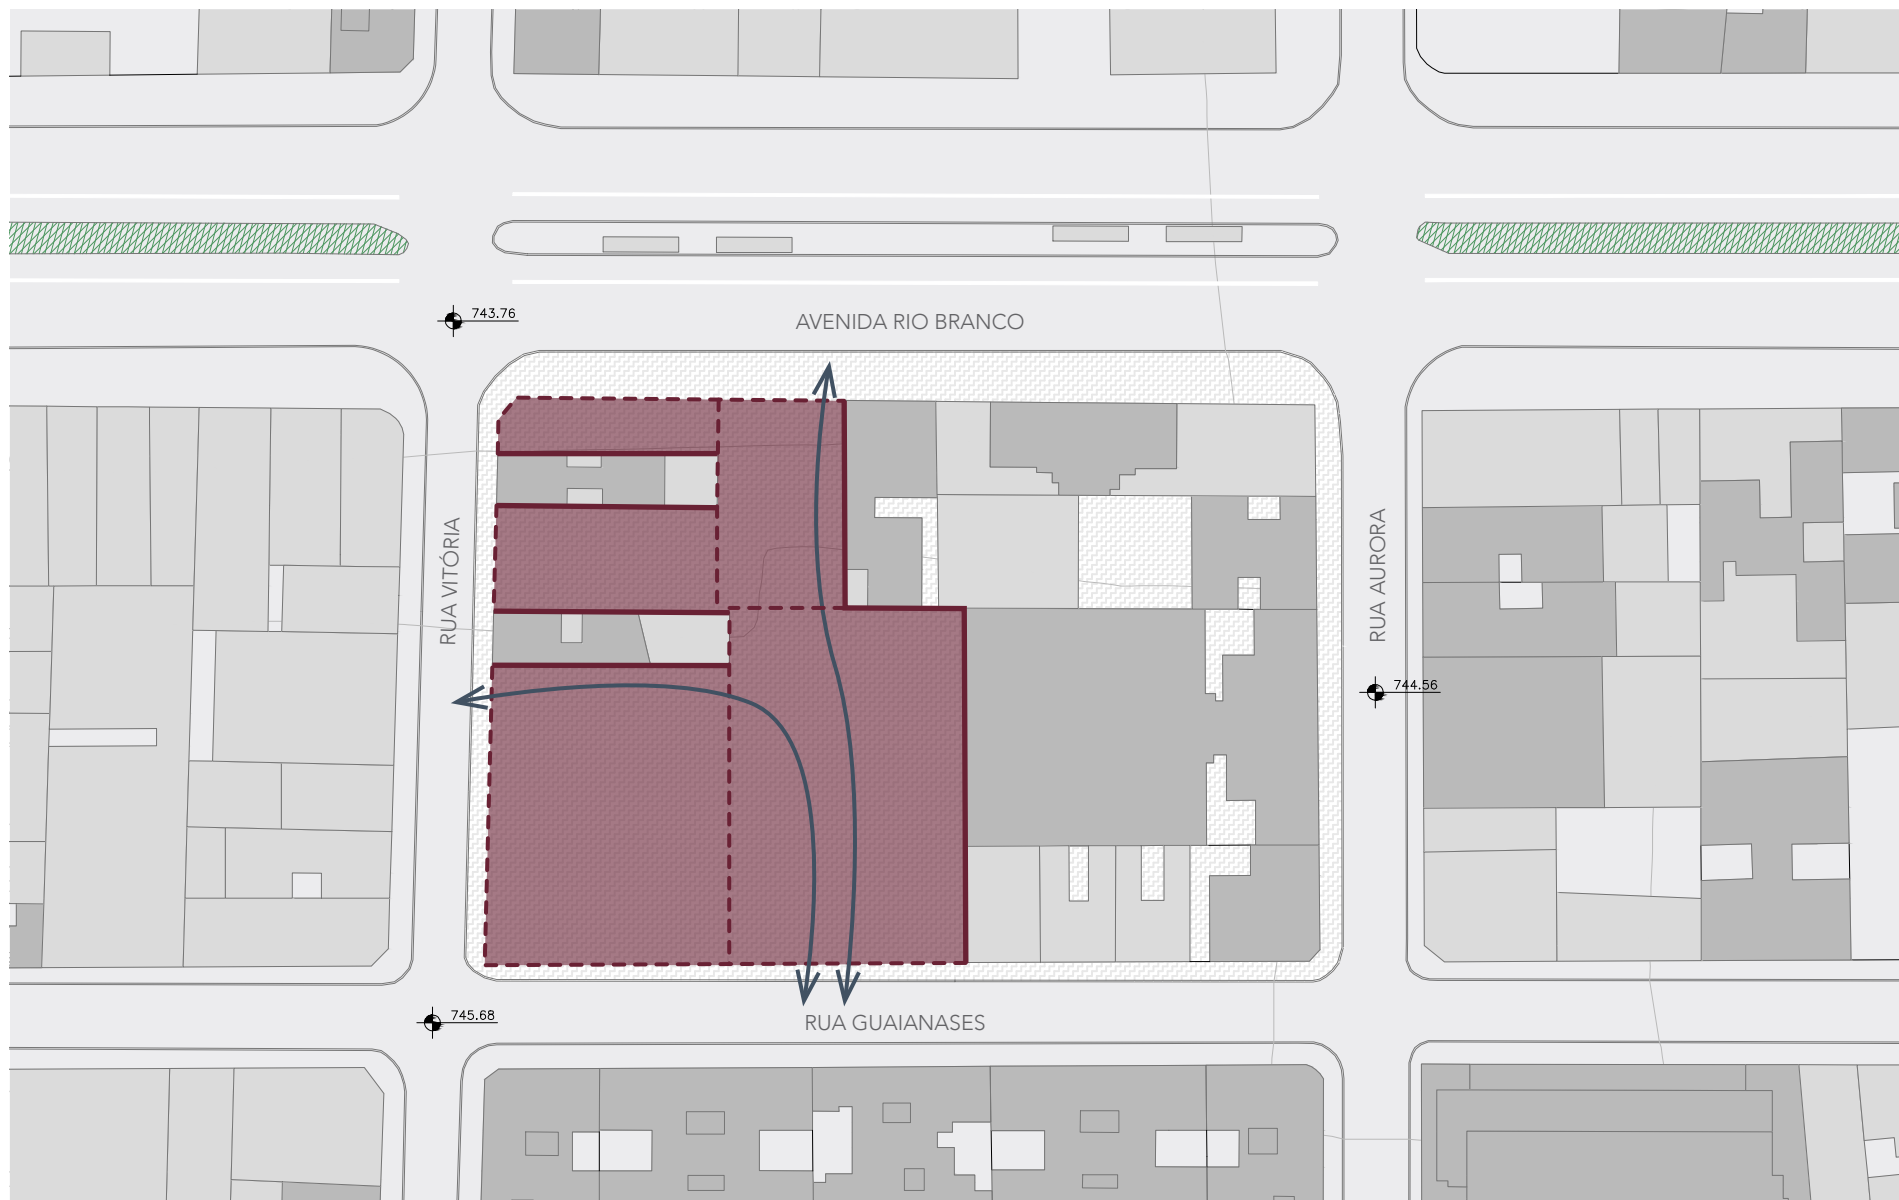 743.76
AVENIDA RIO BRANCO
RUA VITÓRIA
RUA AURORA
744.56
745.68
RUA GUAIANASES